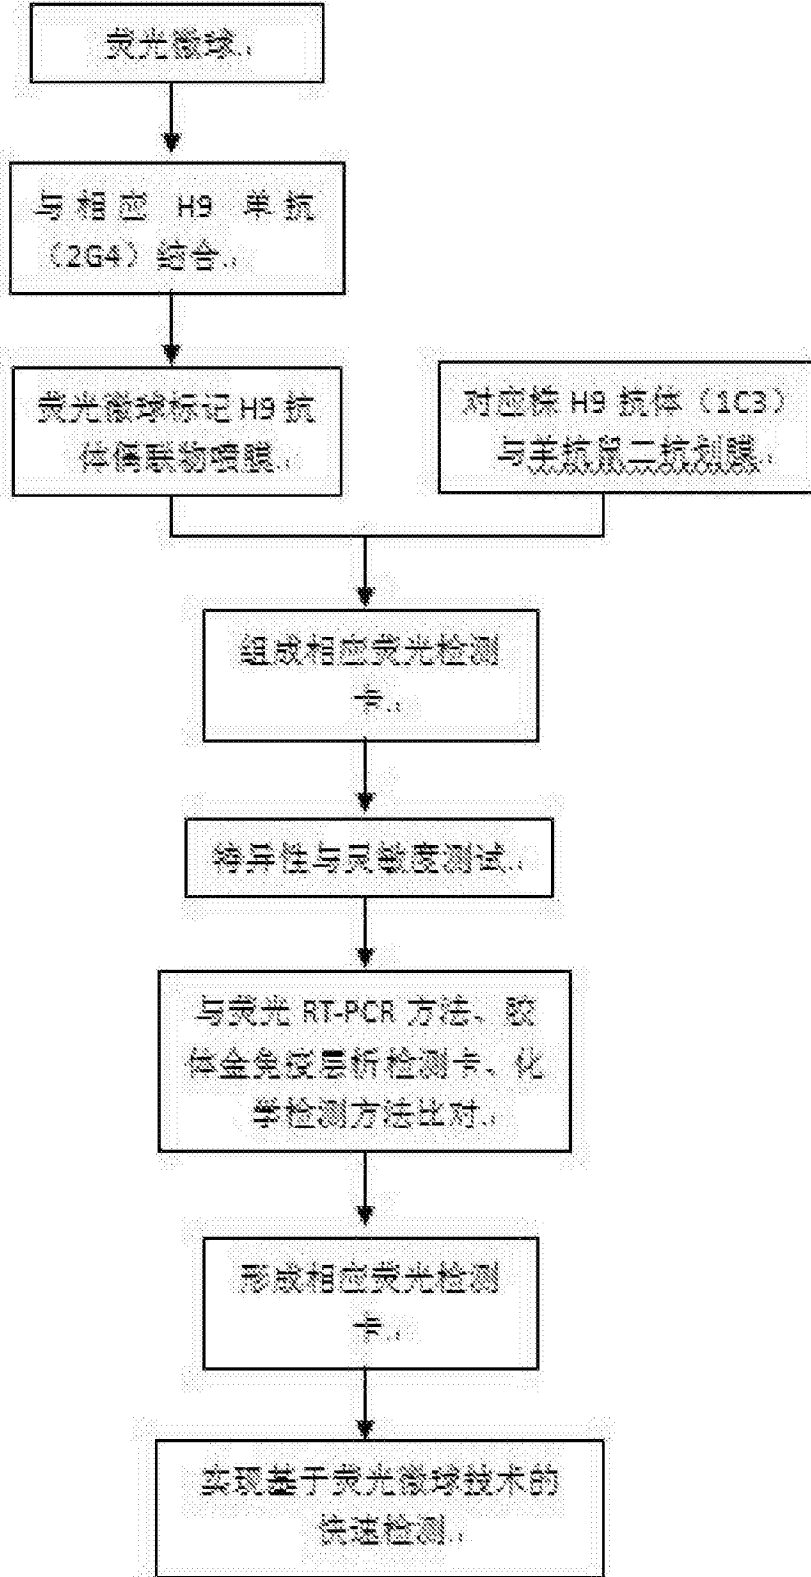 荧光微球
与相应 H9 单抗
（2G4）结合
荧光微球标记 H9 抗
体偶联物喷膜
对应株 H9 抗体（1C3）
与羊抗鼠二抗划膜
组成相应荧光检测
卡
特异性与灵敏度测试
与荧光 RT-PCR 方法、胶
体金免疫层析检测卡、化
学检测方法比对
形成相应荧光检测
卡
实现基于荧光微球技术的
快速检测